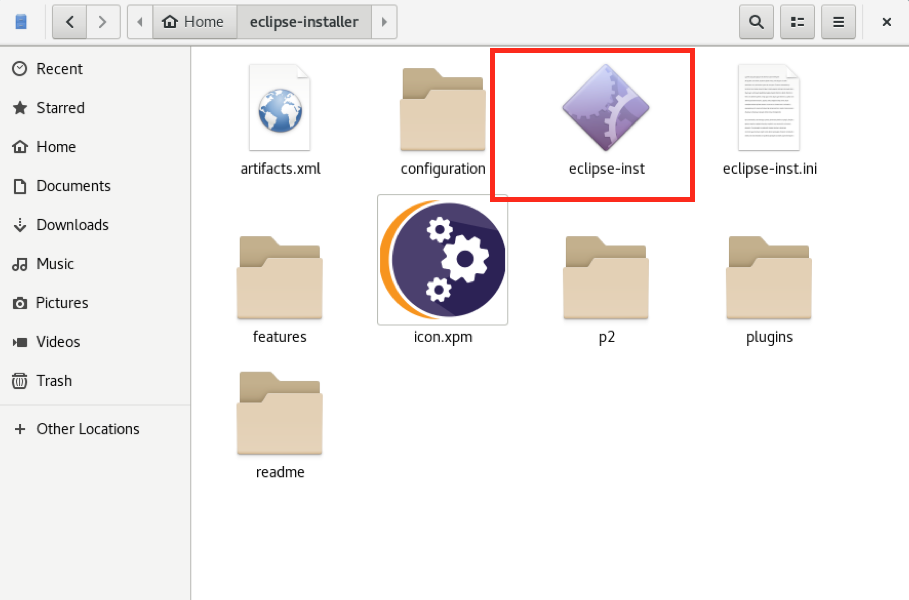 Home
eclipse-installer
Recent
Starred
Home
Documents
Downloads
Music
Pictures
Videos
Trash
Other Locations
artifacts.xml
configuration
eclipse-inst
eclipse-inst.ini
features
icon.xpm
p2
plugins
readme